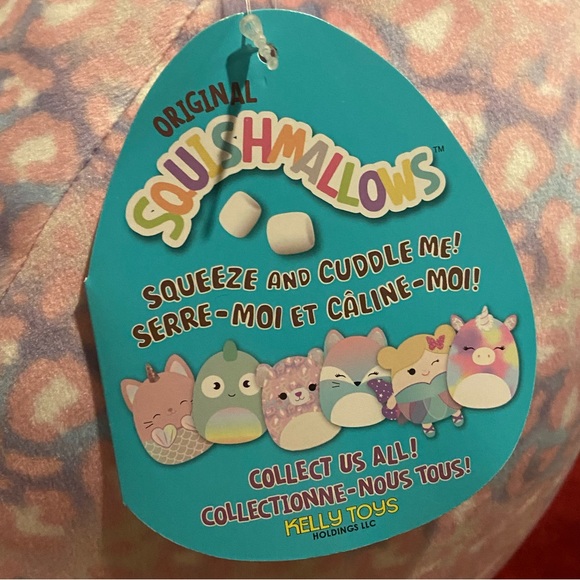 ORIGINAL
SQUISHMALLOWS™
SQUEEZE AND CUDDLE ME!
SERRE-MOI ET CÂLINE-MOI!
COLLECT US ALL!
COLLECTIONNE-NOUS TOUS!
KELLY TOYS
HOLDINGS LLC